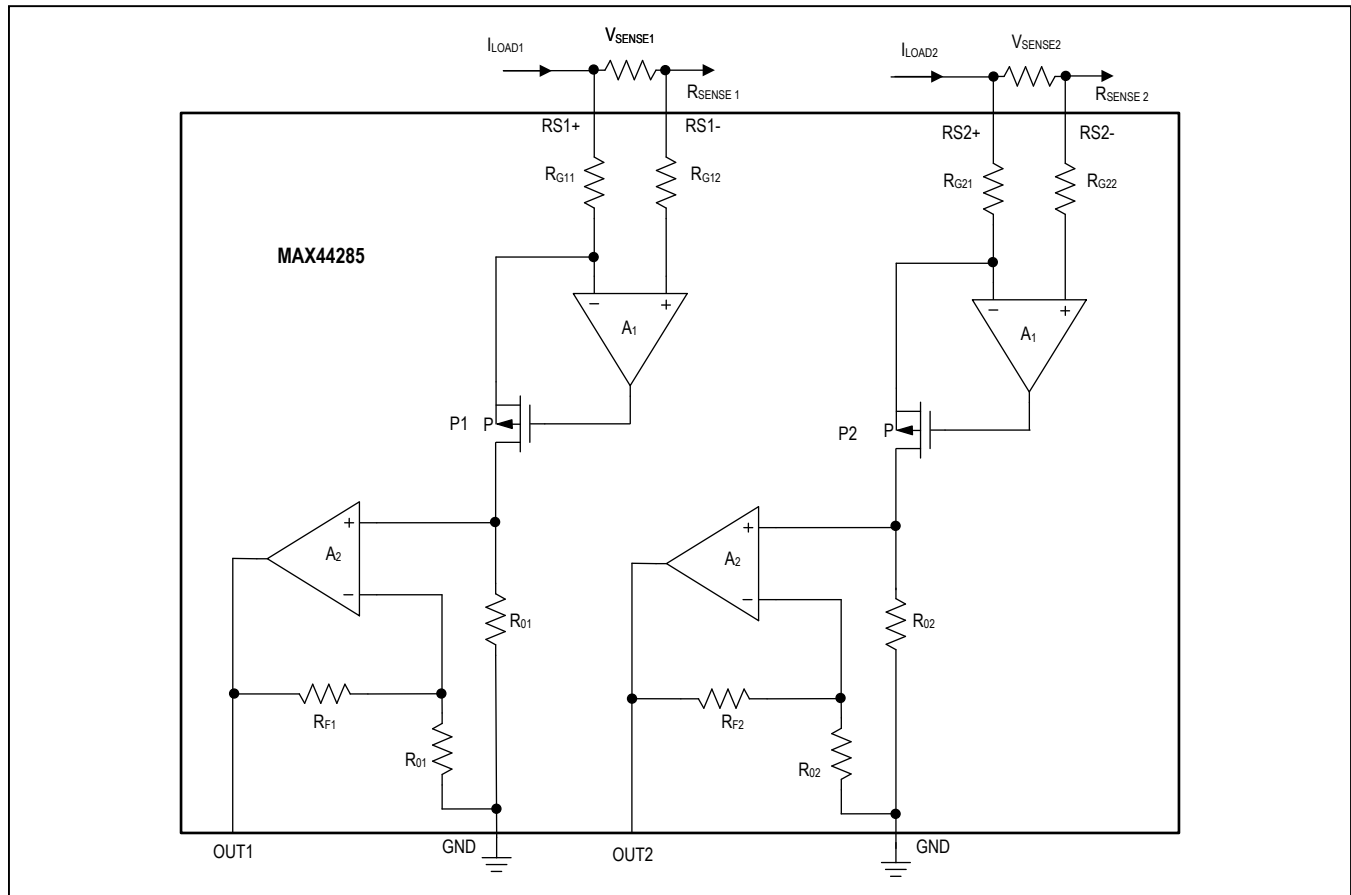 VSENSE1
VSENSE2
ILOAD1
ILOAD2
RSENSE 1
RSENSE 2
RS1+
RS1-
RS2+
RS2-
RG11
RG12
RG21
RG22
MAX44285
−
+
−
+
A1
A1
P1
P
P2
P
+
+
A2
A2
−
−
R01
R02
RF1
RF2
R01
R02
OUT1
GND
OUT2
GND